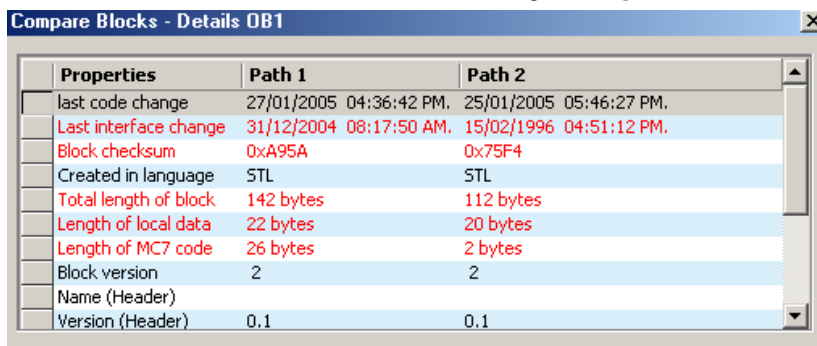 Compare Blocks - Details OB1
Properties Path 1 Path 2
last code change 27/01/2005 04:36:42 PM. 25/01/2005 05:46:27 PM.
Last interface change 31/12/2004 08:17:50 AM. 15/02/1996 04:51:12 PM.
Block checksum 0xA95A 0x75F4
Created in language STL STL
Total length of block 142 bytes 112 bytes
Length of local data 22 bytes 20 bytes
Length of MC7 code 26 bytes 2 bytes
Block version 2 2
Name (Header)
Version (Header) 0.1 0.1